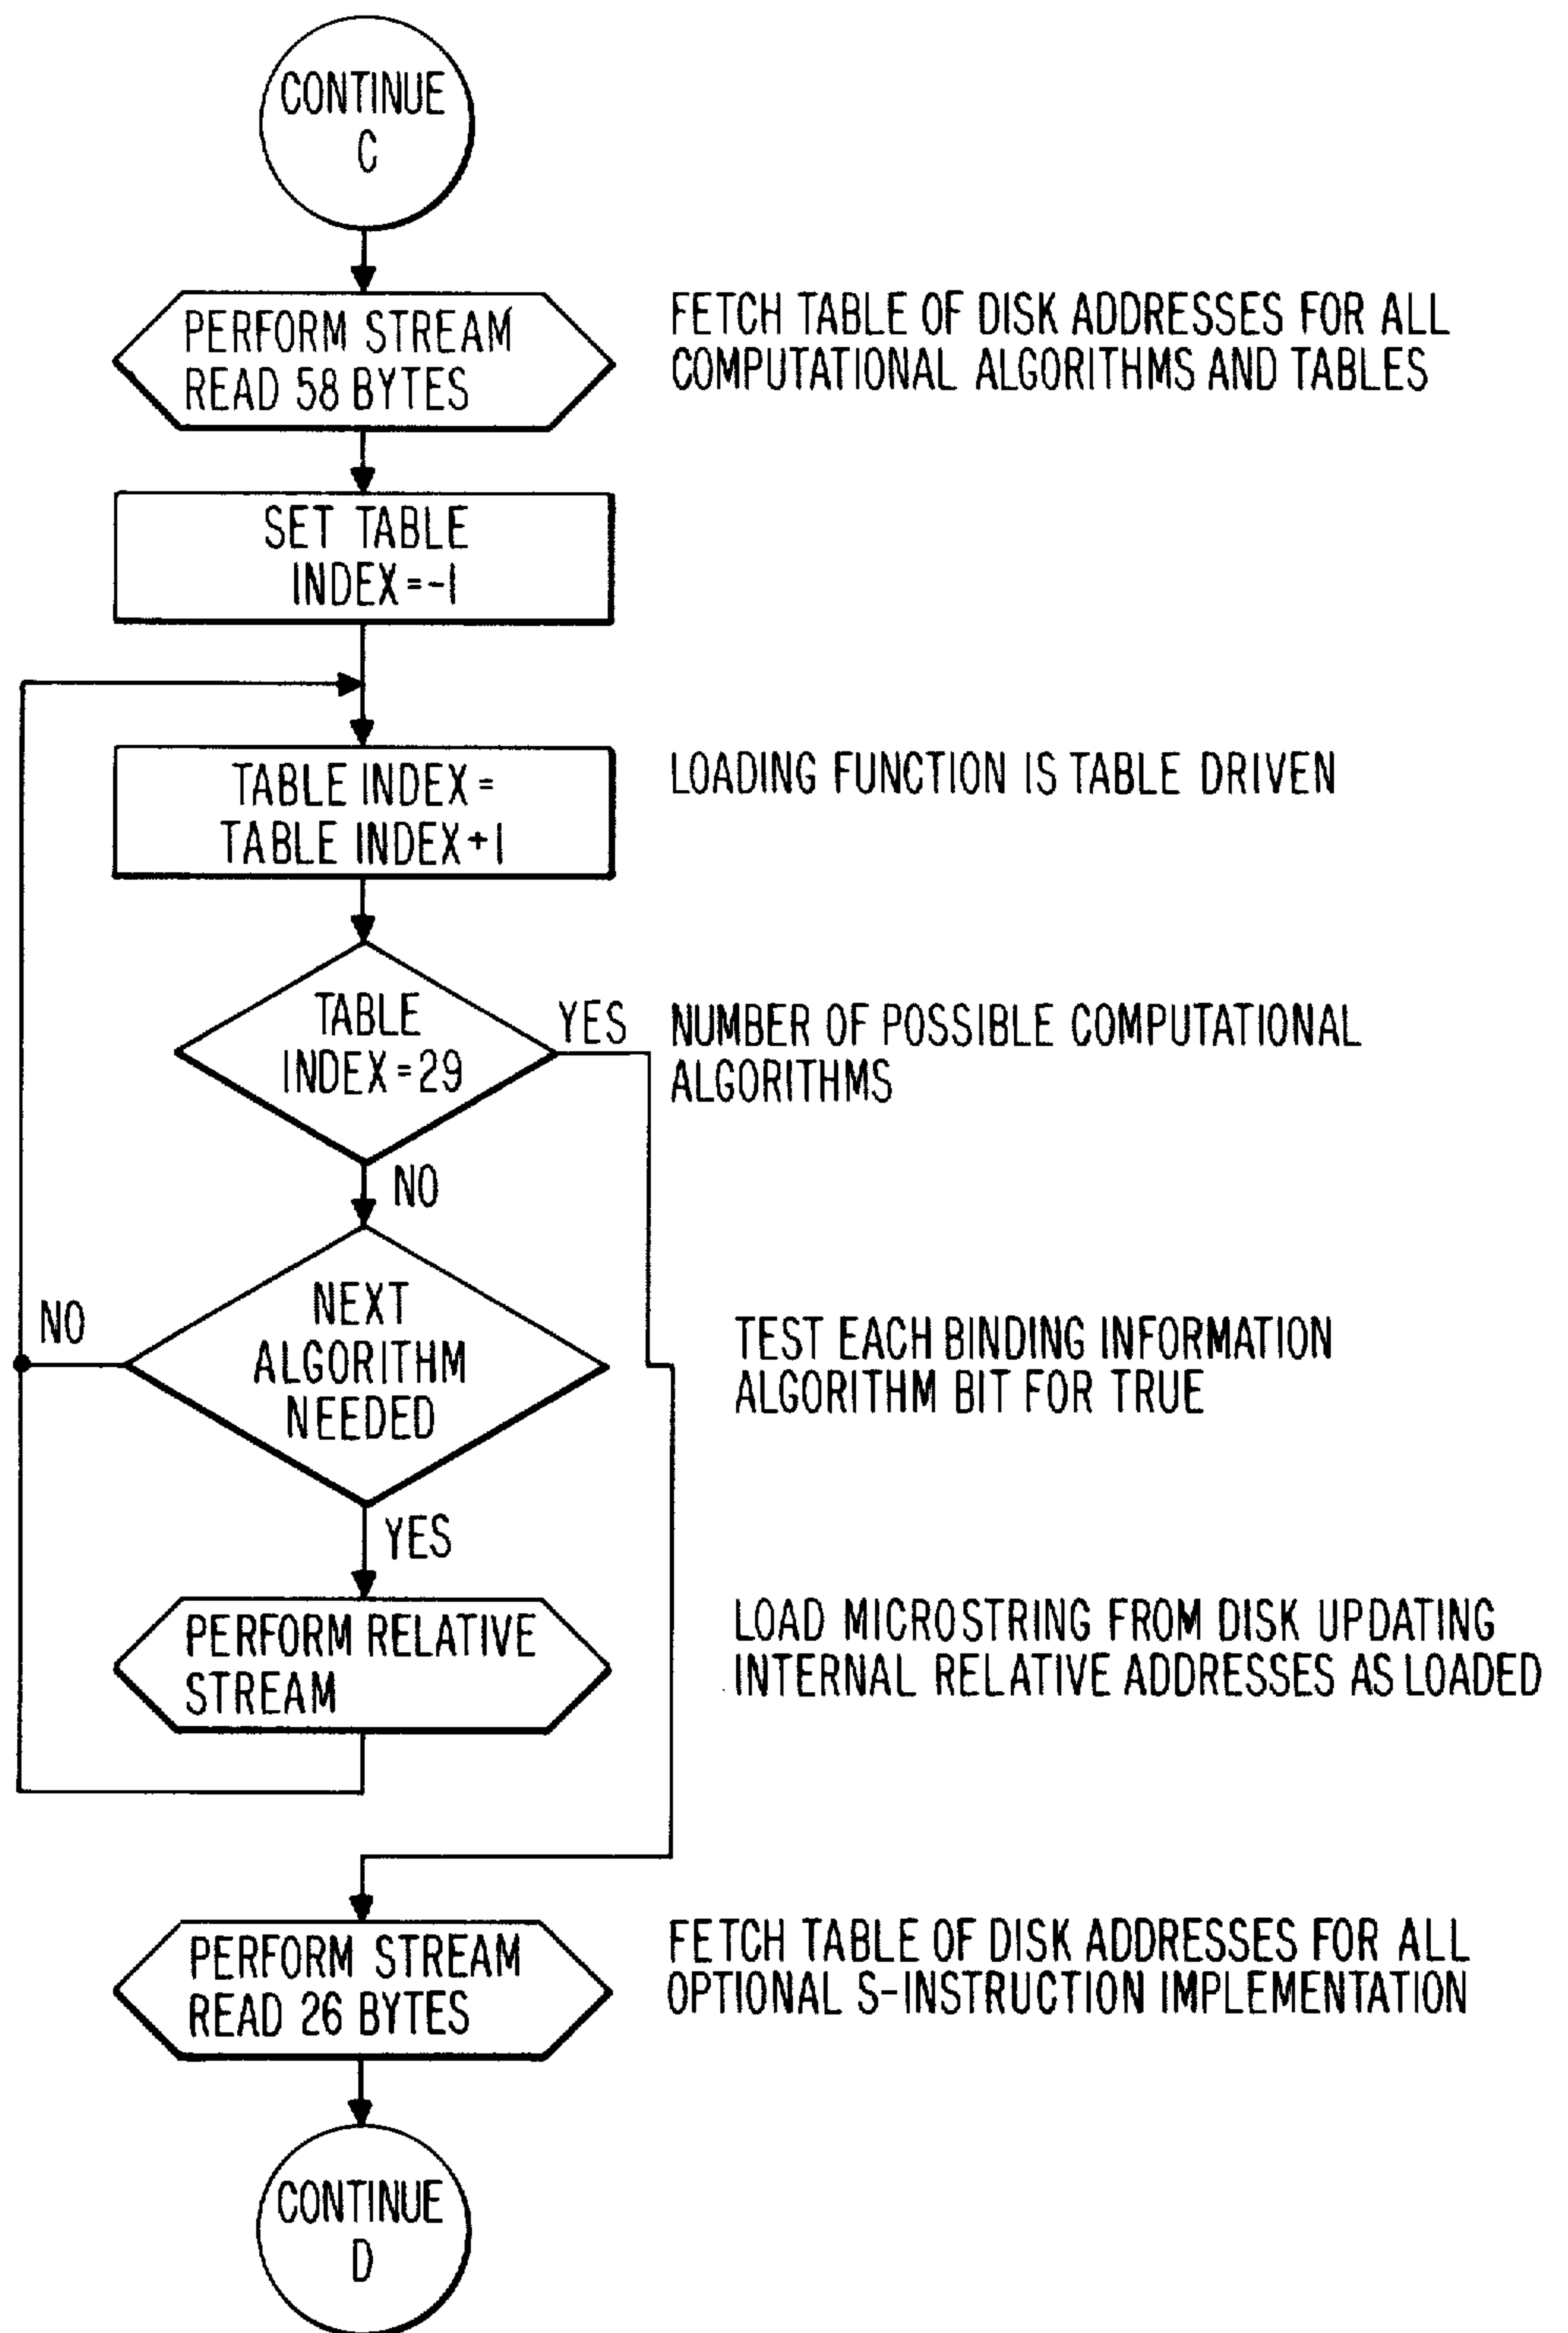 CONTINUE
C
PERFORM STREAM
READ 58 BYTES
FETCH TABLE OF DISK ADDRESSES FOR ALL
COMPUTATIONAL ALGORITHMS AND TABLES
SET TABLE
INDEX=-1
TABLE INDEX=
TABLE INDEX+1
LOADING FUNCTION IS TABLE DRIVEN
TABLE
INDEX=29
YES
NUMBER OF POSSIBLE COMPUTATIONAL
ALGORITHMS
NO
NEXT
ALGORITHM
NEEDED
NO
TEST EACH BINDING INFORMATION
ALGORITHM BIT FOR TRUE
YES
PERFORM RELATIVE
STREAM
LOAD MICROSTRING FROM DISK UPDATING
INTERNAL RELATIVE ADDRESSES AS LOADED
PERFORM STREAM
READ 26 BYTES
FETCH TABLE OF DISK ADDRESSES FOR ALL
OPTIONAL S-INSTRUCTION IMPLEMENTATION
CONTINUE
D